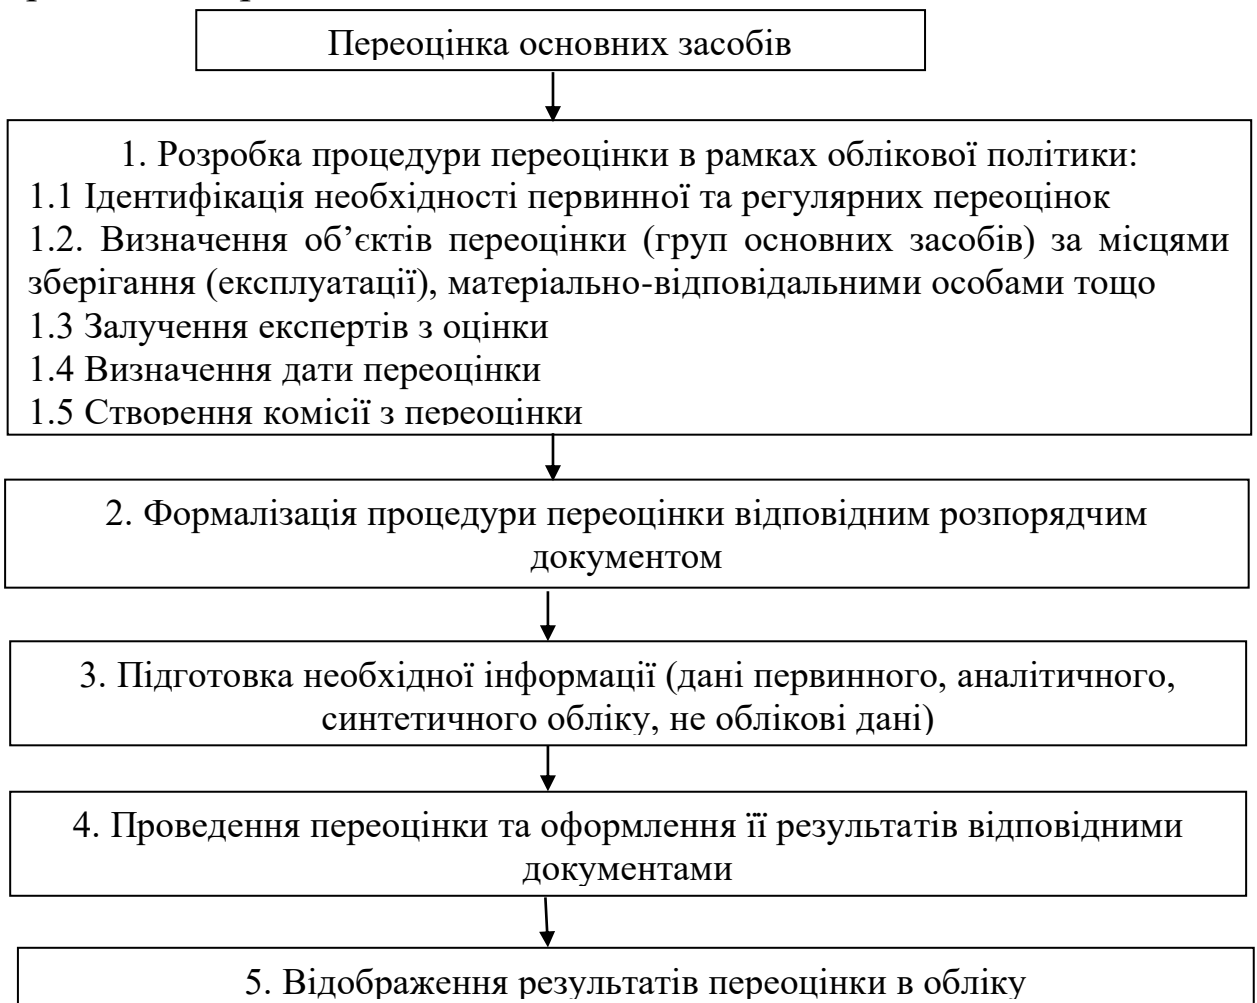 Переоцінка основних засобів
1. Розробка процедури переоцінки в рамках облікової політики:
1.1 Ідентифікація необхідності первинної та регулярних переоцінок
1.2. Визначення об’єктів переоцінки (груп основних засобів) за місцями
зберігання (експлуатації), матеріально-відповідальними особами тощо
1.3 Залучення експертів з оцінки
1.4 Визначення дати переоцінки
1.5 Створення комісії з переоцінки
2. Формалізація процедури переоцінки відповідним розпорядчим
документом
3. Підготовка необхідної інформації (дані первинного, аналітичного,
синтетичного обліку, не облікові дані)
4. Проведення переоцінки та оформлення її результатів відповідними
документами
5. Відображення результатів переоцінки в обліку